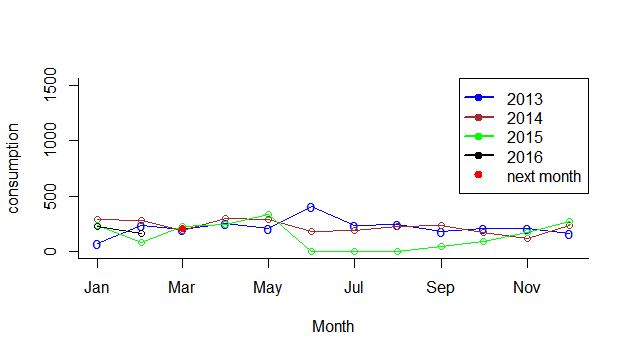 1500
1000
500
0
consumption
Jan
Mar
May
Jul
Sep
Nov
Month
2013
2014
2015
2016
next month